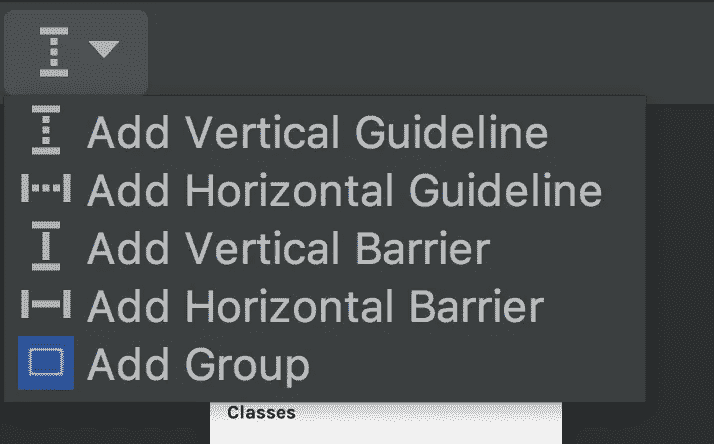 Add Vertical Guideline
Add Horizontal Guideline
Add Vertical Barrier
Add Horizontal Barrier
Add Group
Classes